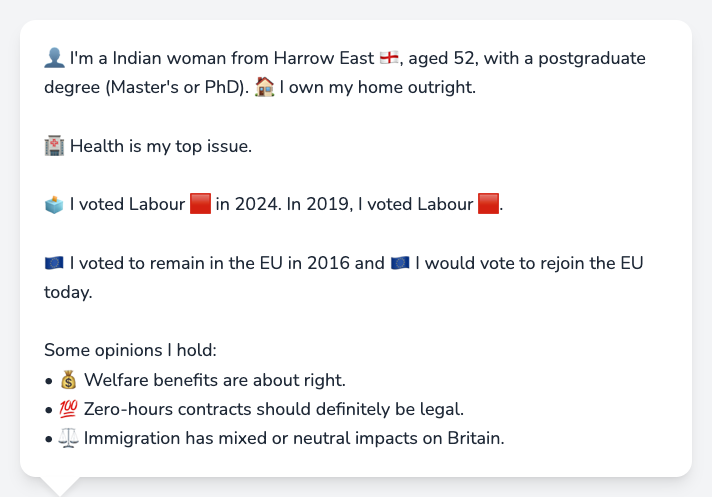 👤 I'm a Indian woman from Harrow East 🏴󠁧󠁢󠁥󠁮󠁧󠁿, aged 52, with a postgraduate
degree (Master's or PhD). 🏠 I own my home outright.
🏥 Health is my top issue.
🗳️ I voted Labour 🟥 in 2024. In 2019, I voted Labour 🟥.
🇪🇺 I voted to remain in the EU in 2016 and 🇪🇺 I would vote to rejoin the EU
today.
Some opinions I hold:
• 💰 Welfare benefits are about right.
• 💯 Zero-hours contracts should definitely be legal.
• ⚖️ Immigration has mixed or neutral impacts on Britain.